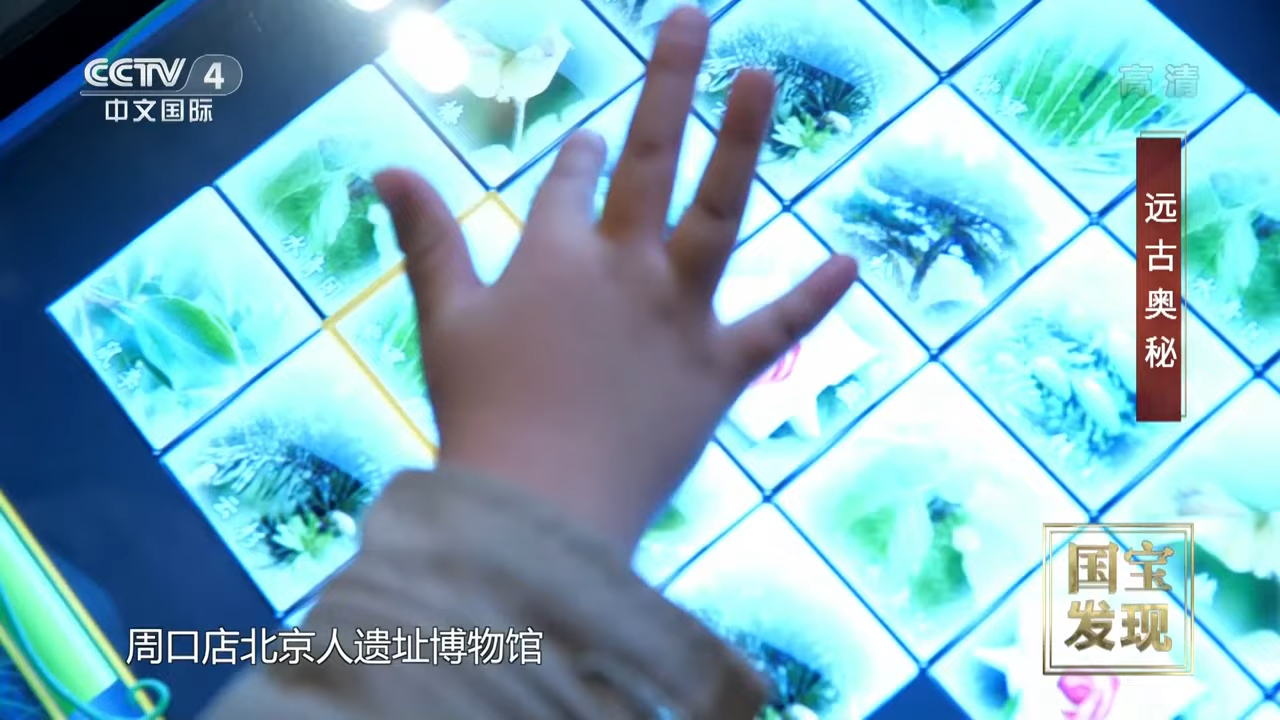 CCTV 4
中文国际
高清
远古奥秘
周口店北京人遗址博物馆
国宝
发现